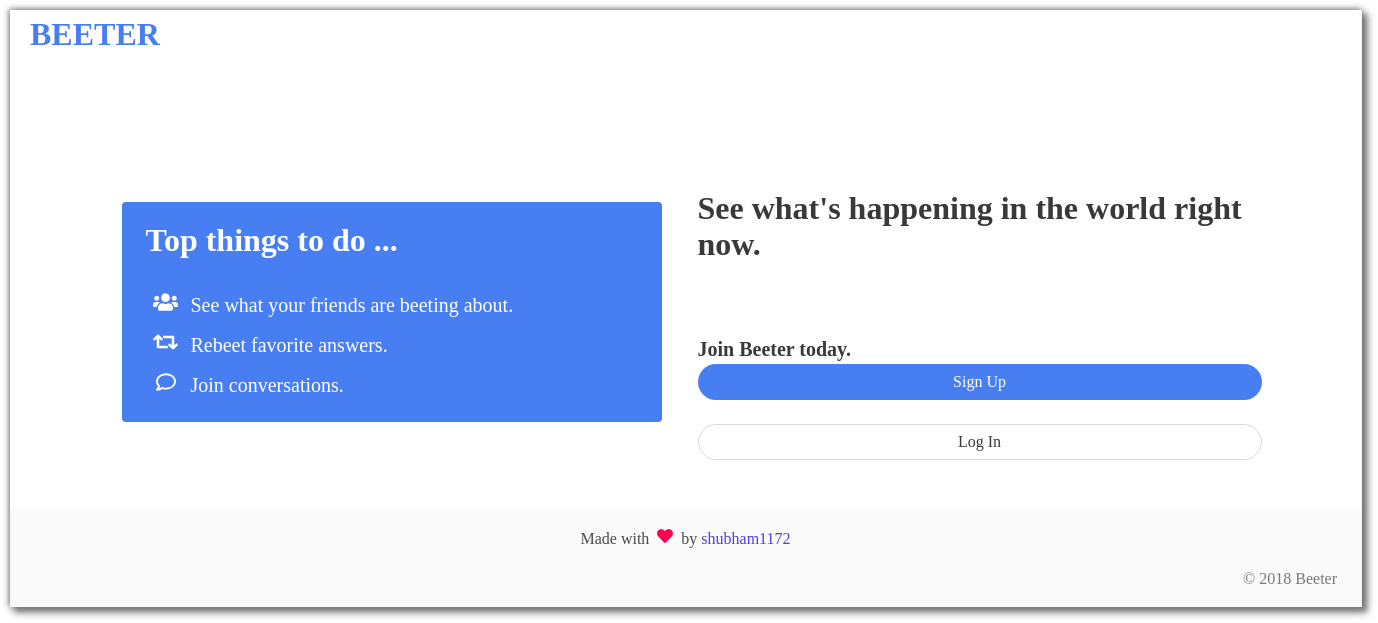 BEETER
Top things to do ...
See what your friends are beeting about.
Rebeet favorite answers.
Join conversations.
See what's happening in the world right
now.
Join Beeter today.
Sign Up
Log In
Made with by shubham1172
© 2018 Beeter